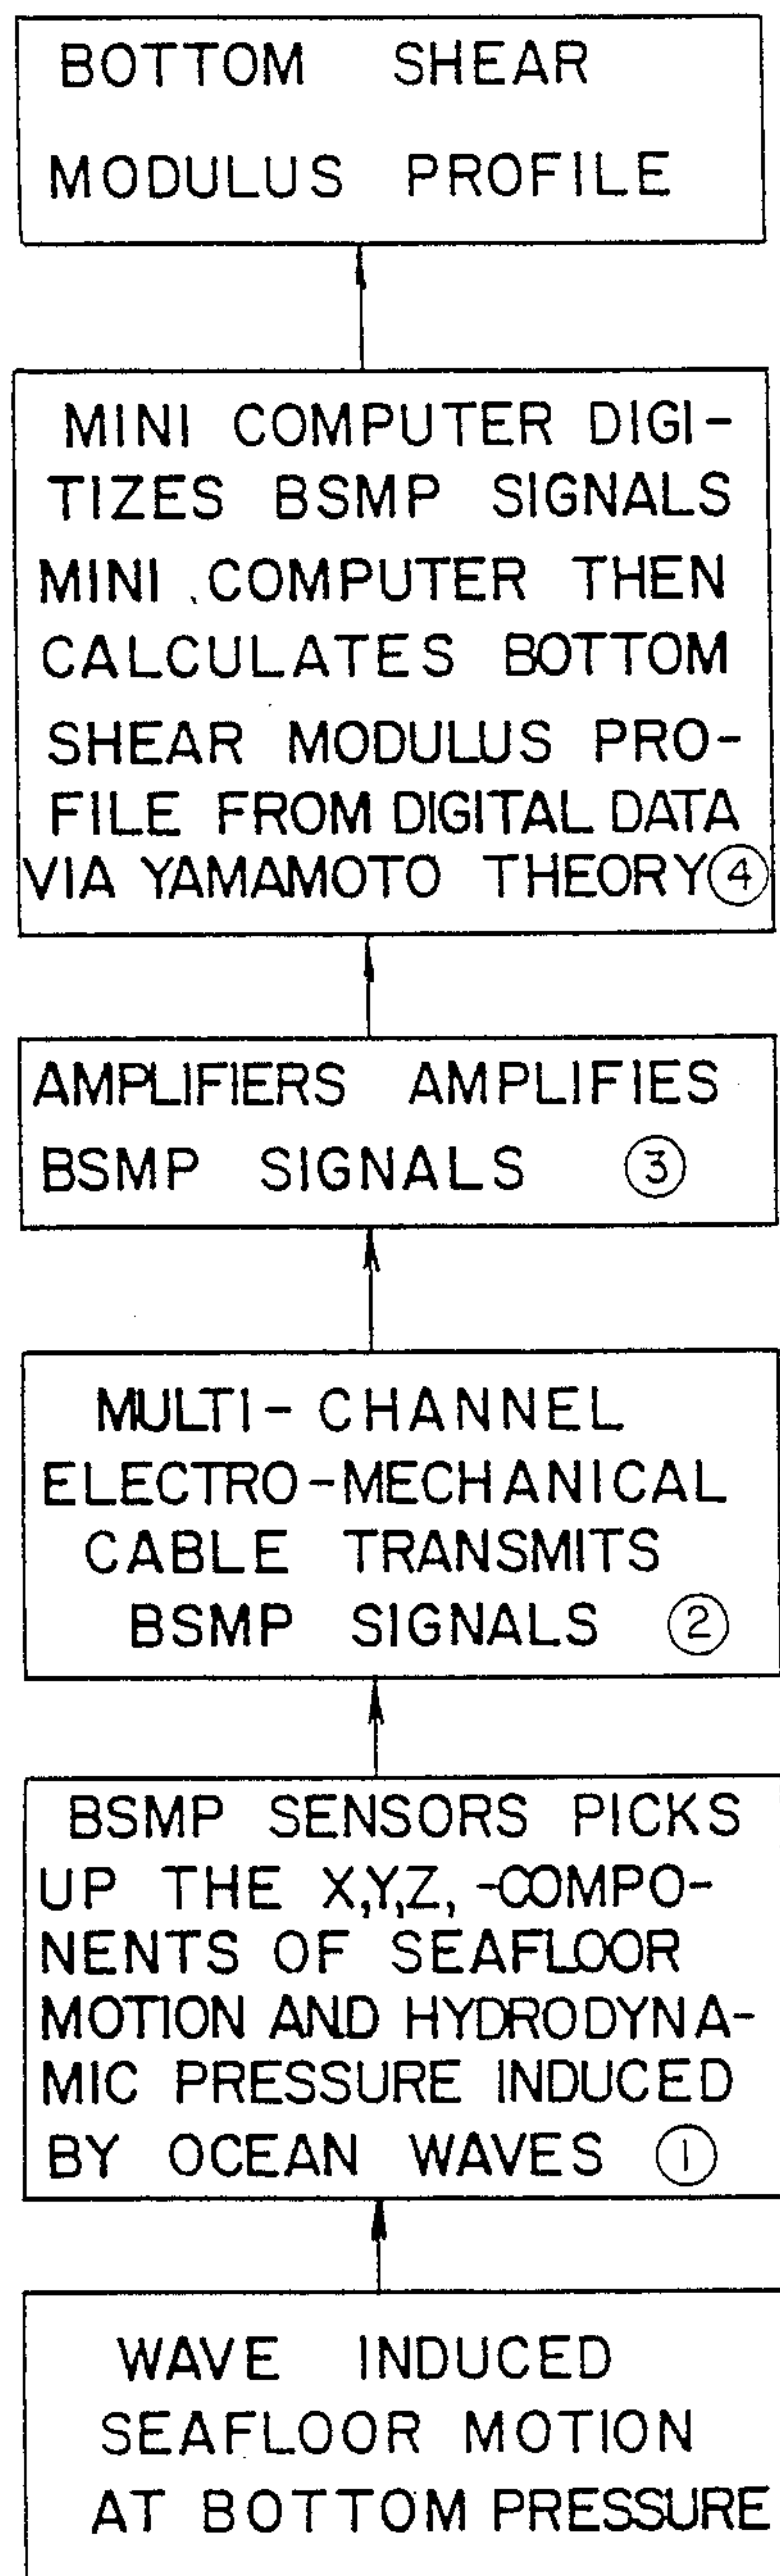 BOTTOM SHEAR
MODULUS PROFILE
MINI COMPUTER DIGI-
TIZES BSMP SIGNALS
MINI COMPUTER THEN
CALCULATES BOTTOM
SHEAR MODULUS PRO-
FILE FROM DIGITAL DATA
VIA YAMAMOTO THEORY 4
AMPLIFIERS AMPLIFIES
BSMP SIGNALS 3
MULTI-CHANNEL
ELECTRO-MECHANICAL
CABLE TRANSMITS
BSMP SIGNALS 2
BSMP SENSORS PICKS
UP THE X,Y,Z,-COMPO-
NENTS OF SEAFLOOR
MOTION AND HYDRODYNA-
MIC PRESSURE INDUCED
BY OCEAN WAVES 1
WAVE INDUCED
SEAFLOOR MOTION
AT BOTTOM PRESSURE